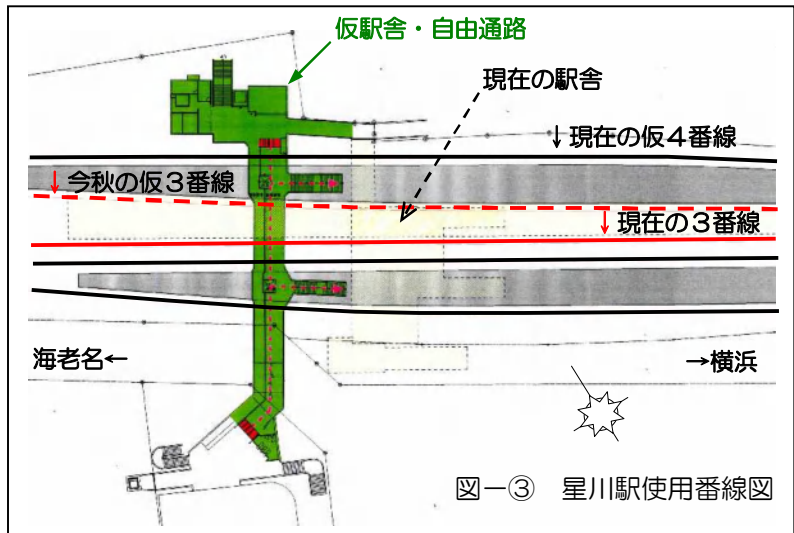 仮駅舎・自由通路
現在の駅舎
↓現在の仮4番線
↓今秋の仮3番線
↓現在の3番線
海老名←
→横浜
図ー③ 星川駅使用番線図